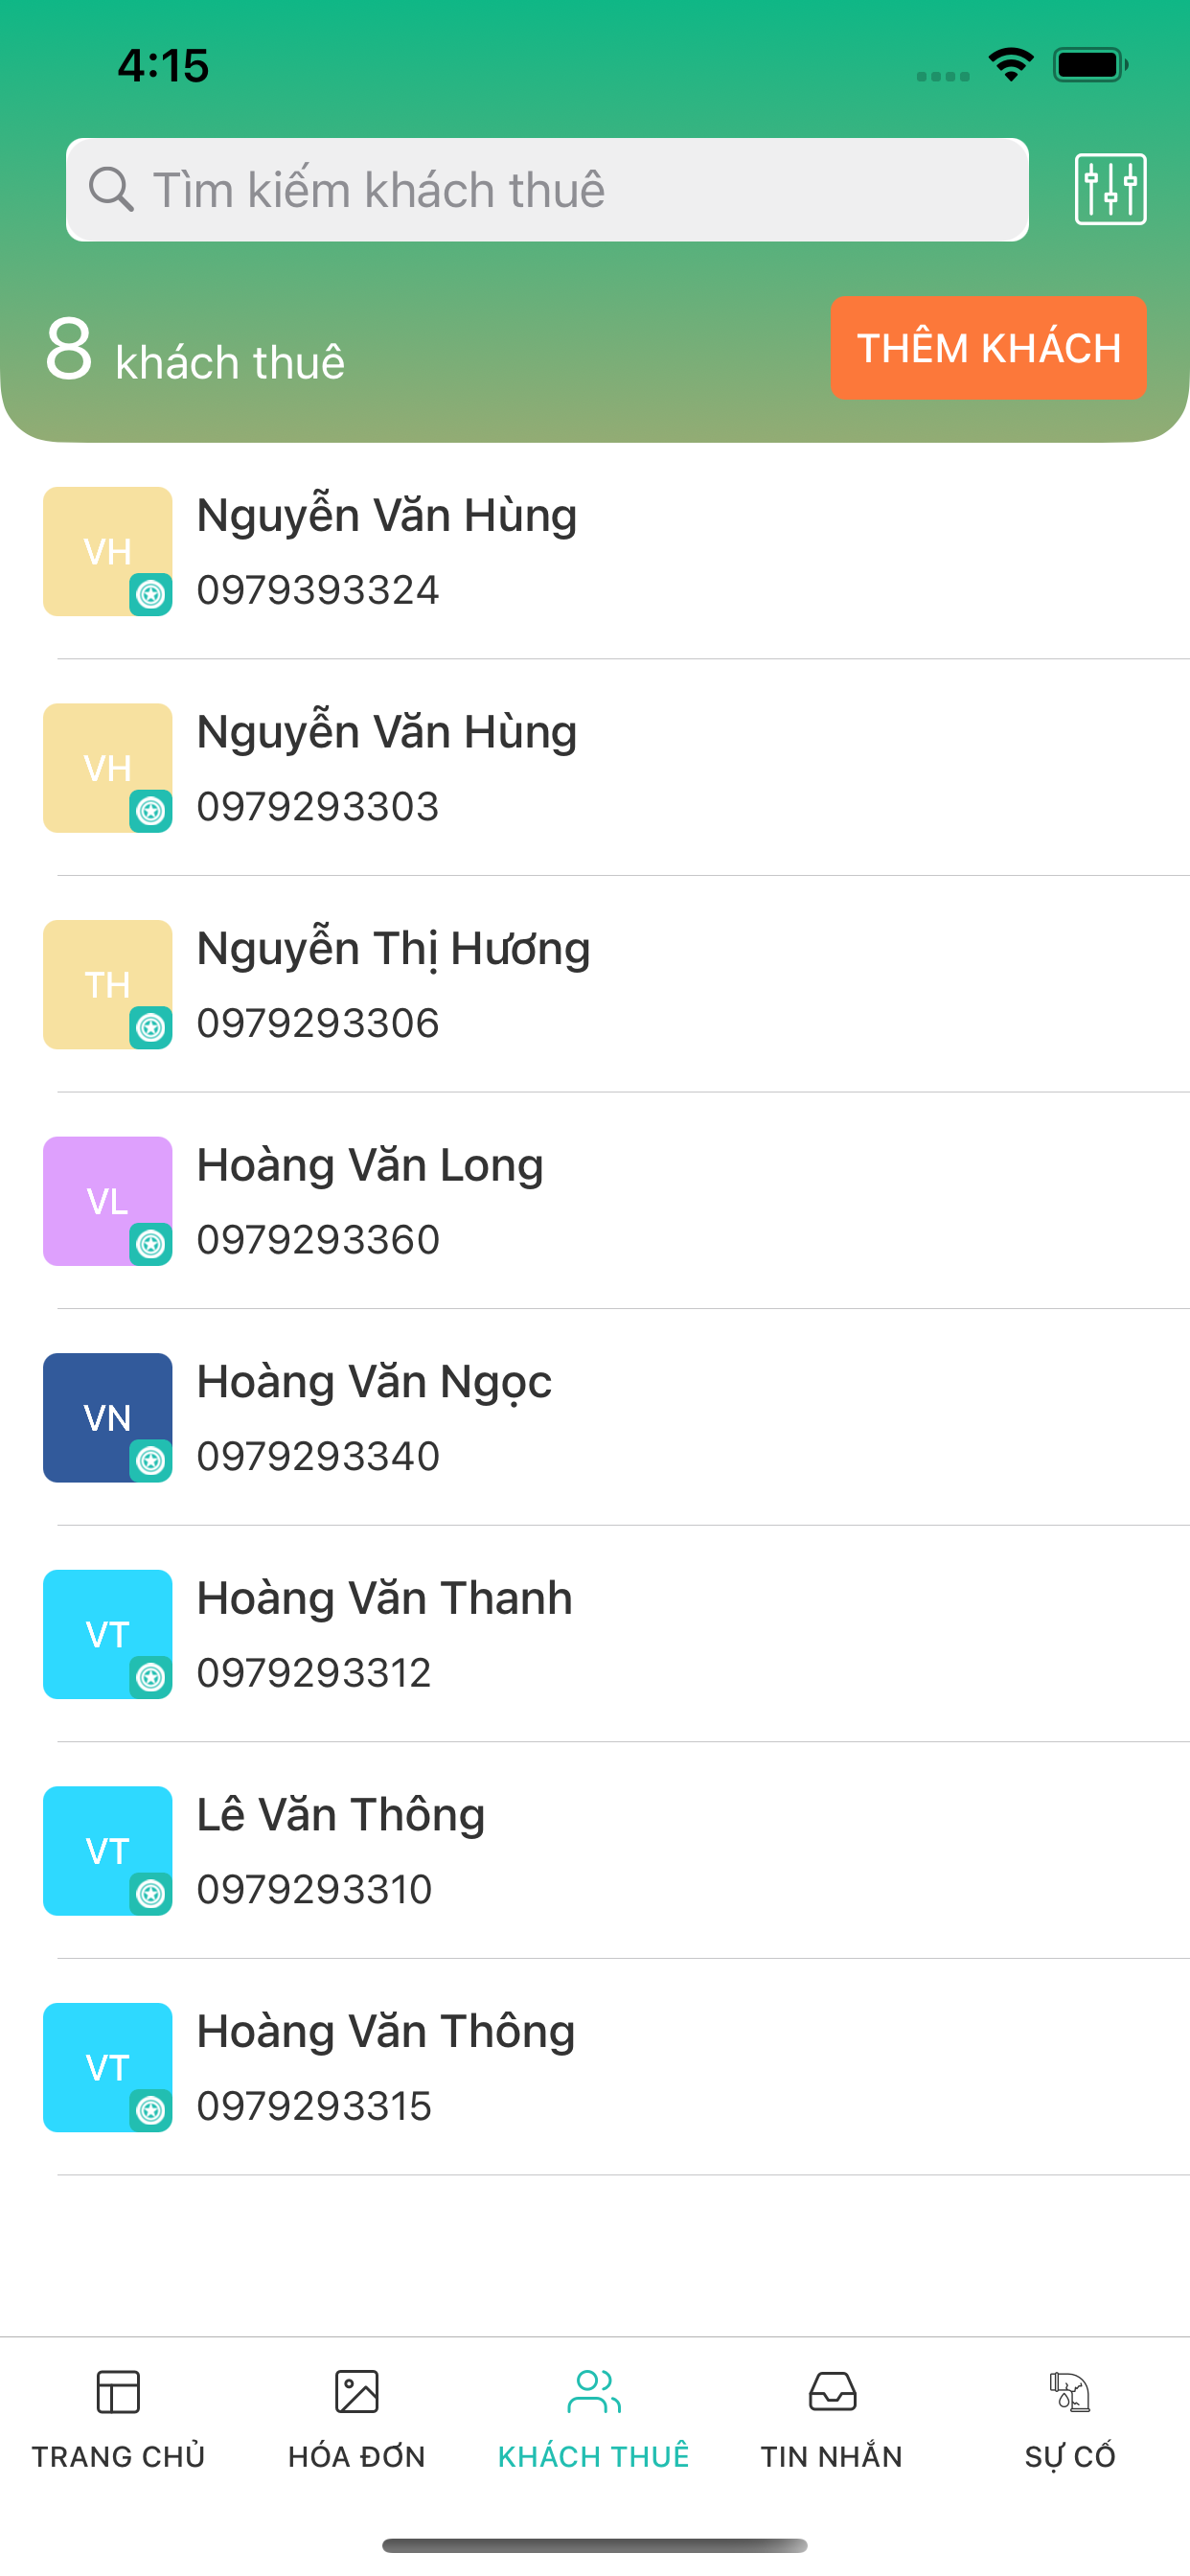 4:15
Tìm kiếm khách thuê
8 khách thuê
THÊM KHÁCH
VH
Nguyễn Văn Hùng
0979393324
VH
Nguyễn Văn Hùng
0979293303
TH
Nguyễn Thị Hương
0979293306
VL
Hoàng Văn Long
0979293360
VN
Hoàng Văn Ngọc
0979293340
VT
Hoàng Văn Thanh
0979293312
VT
Lê Văn Thông
0979293310
VT
Hoàng Văn Thông
0979293315
TRANG CHỦ
HÓA ĐƠN
KHÁCH THUÊ
TIN NHẮN
SỰ CỐ